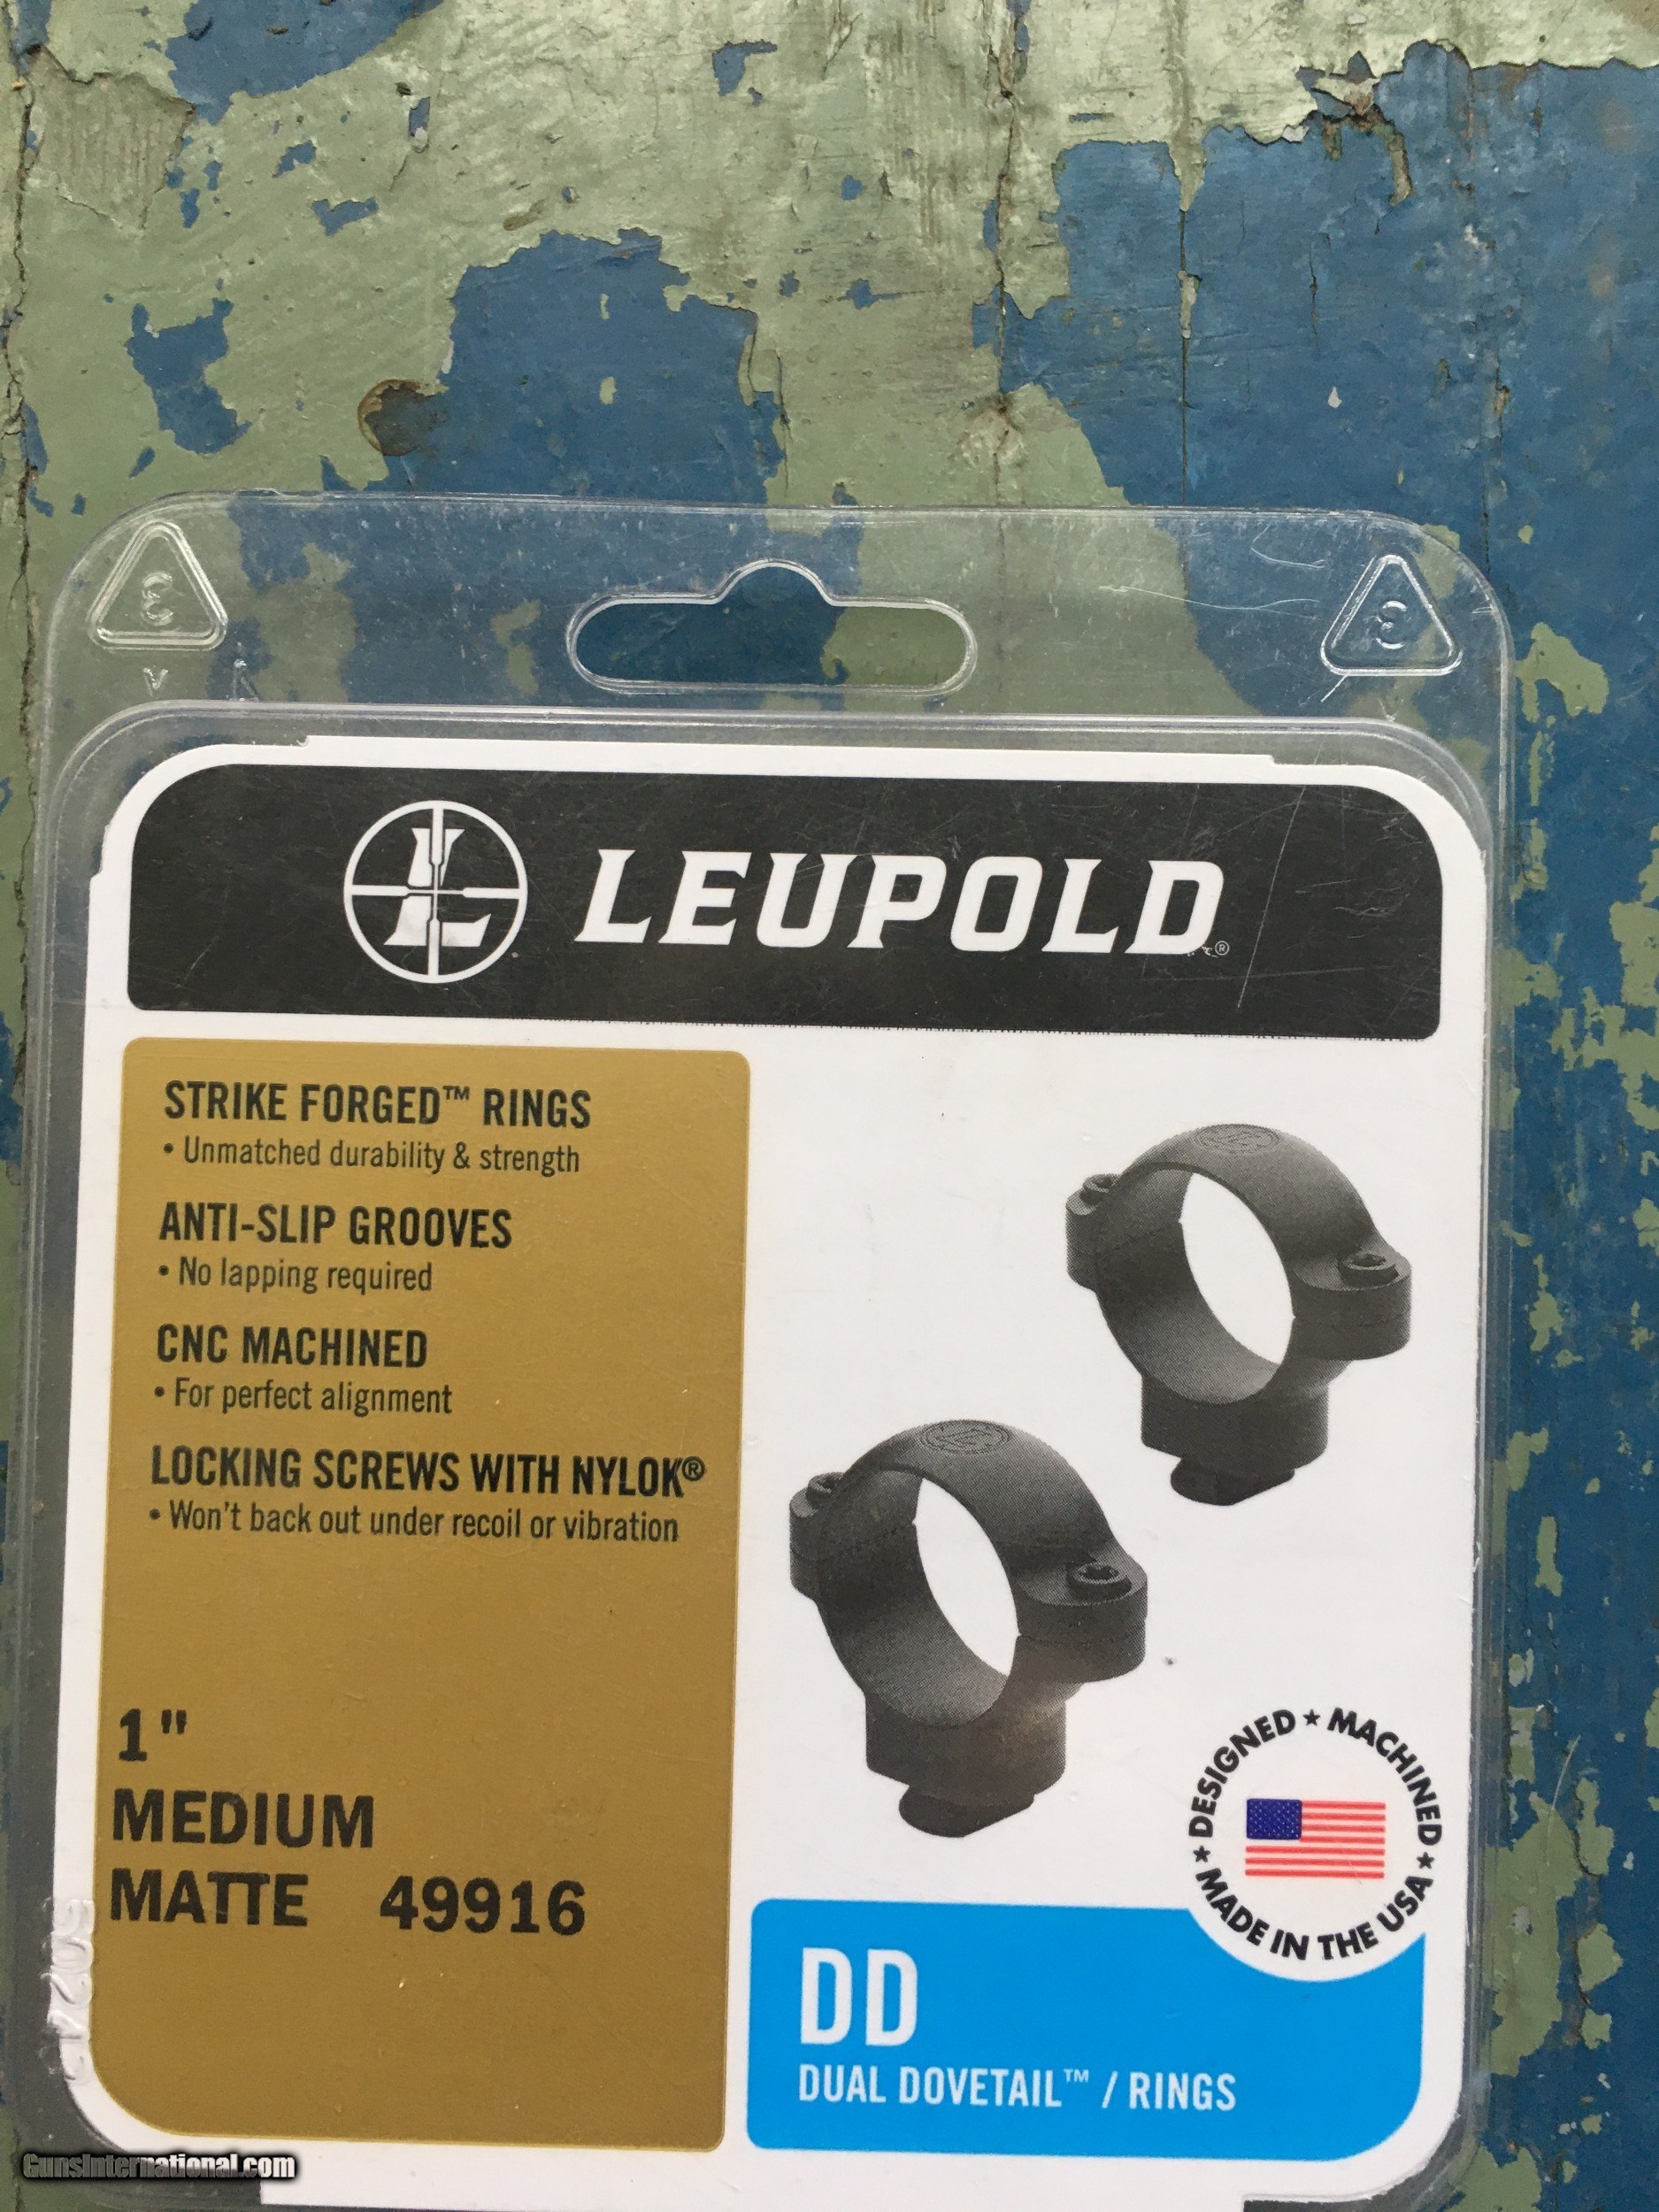 3
3
V
LEUPOLD®
STRIKE FORGED™ RINGS
• Unmatched durability & strength
ANTI-SLIP GROOVES
• No lapping required
CNC MACHINED
• For perfect alignment
LOCKING SCREWS WITH NYLOK®
• Won't back out under recoil or vibration
1"
MEDIUM
MATTE 49916
★ DESIGNED ★ MACHINED ★ MADE IN THE USA
DD
DUAL DOVETAIL™ / RINGS
GunsInternational.com